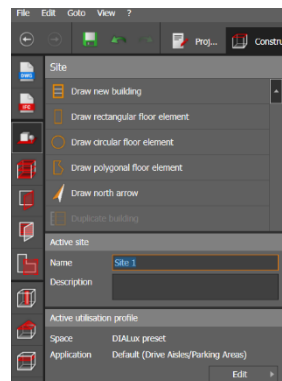 File Edit Goto View ?
Proj... Constru
DWG
IFC
Site
Draw new building
Draw rectangular floor element
Draw circular floor element
Draw polygonal floor element
Draw north arrow
Duplicate building
Active site
Name Site 1
Description
Active utilisation profile
Space DIALux preset
Application Default (Drive Aisles/Parking Areas)
Edit